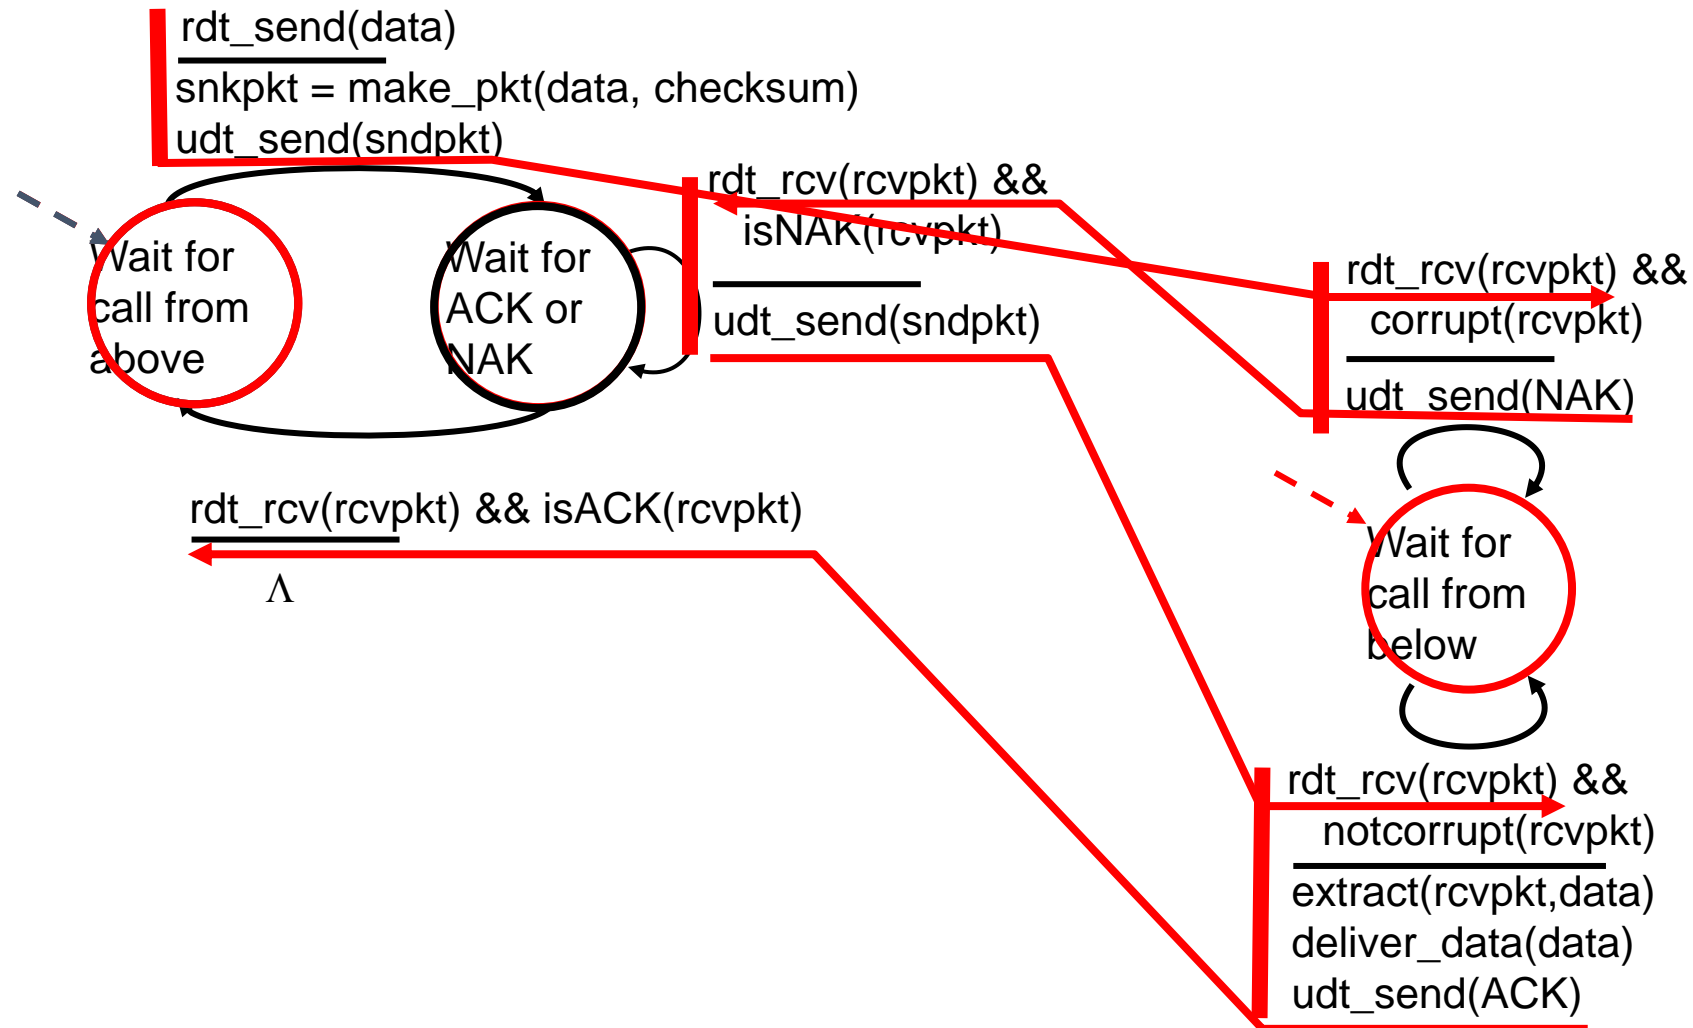 rdt_send(data)
snkpkt = make_pkt(data, checksum)
udt_send(sndpkt)
Wait for
call from
above
Wait for
ACK or
NAK
rdt_rcv(rcvpkt) &&
isNAK(rcvpkt)
udt_send(sndpkt)
rdt_rcv(rcvpkt) && isACK(rcvpkt)
Λ
rdt_rcv(rcvpkt) &&
corrupt(rcvpkt)
udt_send(NAK)
Wait for
call from
below
rdt_rcv(rcvpkt) &&
notcorrupt(rcvpkt)
extract(rcvpkt,data)
deliver_data(data)
udt_send(ACK)